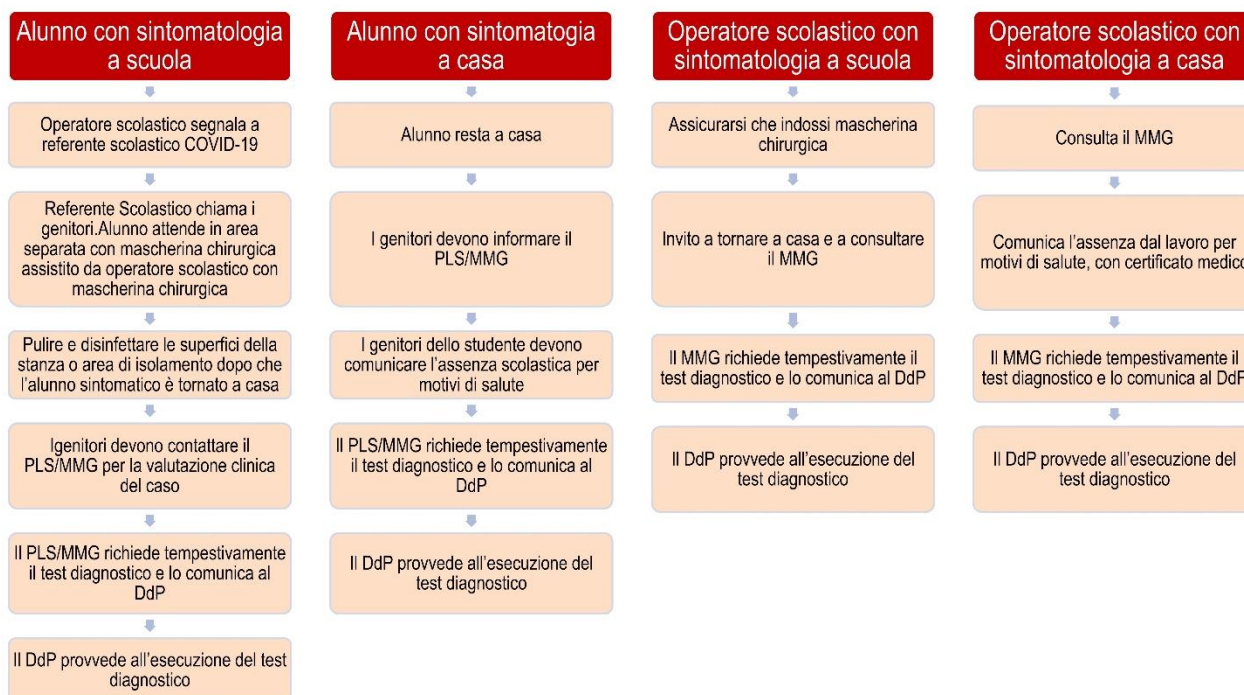 Alunno con sintomatologia
a scuola
Operatore scolastico segnala a
referente scolastico COVID-19
Referente Scolastico chiama i
genitori.Alunno attende in area
separata con mascherina chirurgica
assistito da operatore scolastico con
mascherina chirurgica
Pulire e disinfettare le superfici della
stanza o area di isolamento dopo che
l'alunno sintomatico è tornato a casa
Igenitori devono contattare il
PLS/MMG per la valutazione clinica
del caso
Il PLS/MMG richiede tempestivamente
il test diagnostico e lo comunica al
DdP
Il DdP provvede all'esecuzione del test
diagnostico
Alunno con sintomatogia
a casa
Alunno resta a casa
I genitori devono informare il
PLS/MMG
I genitori dello studente devono
comunicare l'assenza scolastica per
motivi di salute
Il PLS/MMG richiede tempestivamente
il test diagnostico e lo comunica al
DdP
Il DdP provvede all'esecuzione del
test diagnostico
Operatore scolastico con
sintomatologia a scuola
Assicurarsi che indossi mascherina
chirurgica
Invito a tornare a casa e a consultare
il MMG
Il MMG richiede tempestivamente il
test diagnostico e lo comunica al DdP
Il DdP provvede all'esecuzione del
test diagnostico
Operatore scolastico con
sintomatologia a casa
Consulta il MMG
Comunica l'assenza dal lavoro per
motivi di salute, con certificato medico
Il MMG richiede tempestivamente il
test diagnostico e lo comunica al DdP
Il DdP provvede all'esecuzione del
test diagnostico